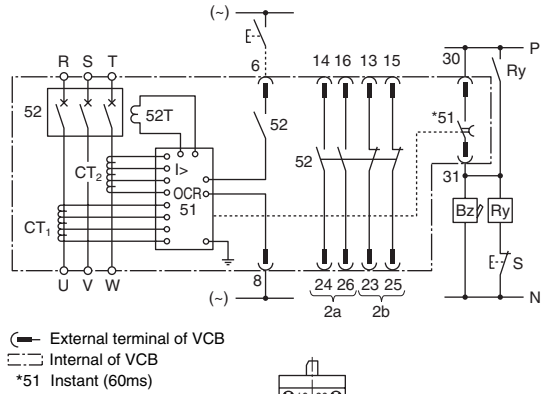 (~)
6 14 16 13 15 30 P
R S T
Ry
52 52T 52 *51
CT2 I>
OCR 52
51 31
CT1 Bz Ry
S
U V W 8 24 26 23 25 N
(~) 2a 2b
External terminal of VCB
Internal of VCB
*51 Instant (60ms)